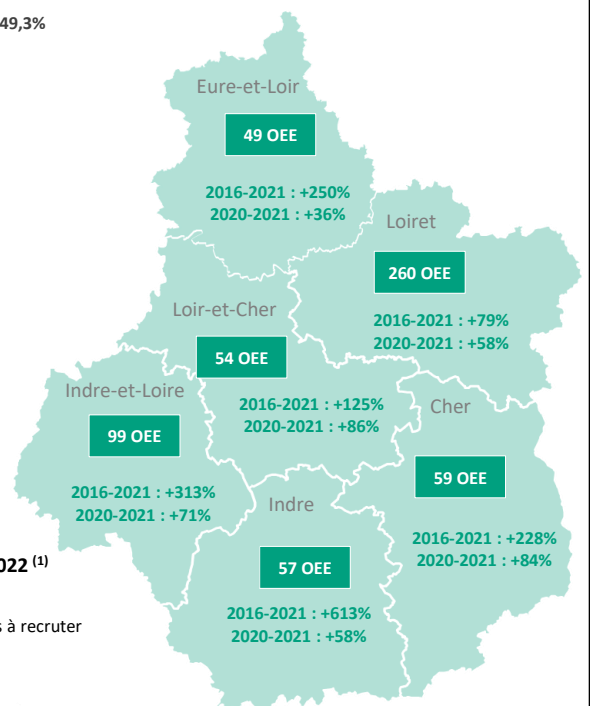 49,3%
Eure-et-Loir
49 OEE
2016-2021 : +250%
2020-2021 : +36%
Loiret
260 OEE
2016-2021 : +79%
2020-2021 : +58%
Loir-et-Cher
54 OEE
2016-2021 : +125%
2020-2021 : +86%
Indre-et-Loire
99 OEE
2016-2021 : +313%
2020-2021 : +71%
Cher
59 OEE
2016-2021 : +228%
2020-2021 : +84%
Indre
57 OEE
2016-2021 : +613%
2020-2021 : +58%
022 (1)
s à recruter